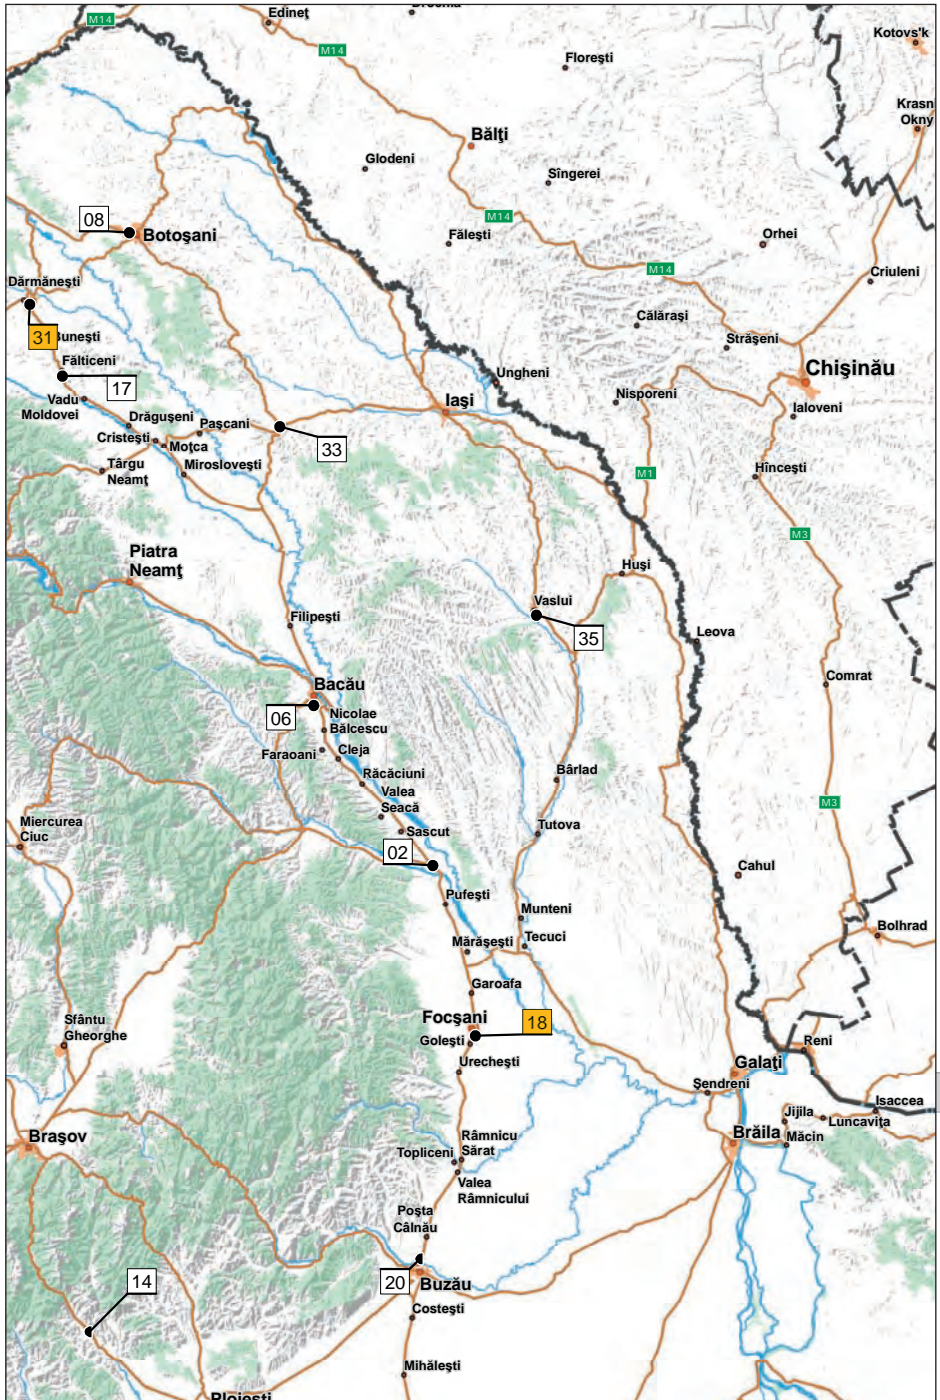 M14
Edineţ
M14
Kotovs'k
Floreşti
Krasn
Okny
Bălţi
Glodeni
Sîngerei
08
Botoşani
M14
Făleşti
Orhei
M14
Criuleni
Dărmăneşti
Călăraşi
31
Buneşti
Străşeni
Fălticeni
Chişinău
17
Ungheni
Vadu
Moldovei
Nisporeni
Iaşi
Drăguşeni
Ialoveni
Paşcani
Cristeşti
Moţca
33
Târgu
Neamţ
Mirosloveşti
M1
Hînceşti
M3
Piatra
Neamţ
Huşi
Vaslui
Filipeşti
35
Leova
Comrat
Bacău
06
Nicolae
Bălcescu
Faraoani
Cleja
Răcăciuni
Bârlad
Valea
Seacă
M3
Miercurea
Ciuc
Sascut
Tutova
02
Cahul
Pufeşti
Munteni
Bolhrad
Mărăşeşti
Tecuci
Garoafa
Sfântu
Gheorghe
Focşani
18
Goleşti
Reni
Urecheşti
Galaţi
Şendreni
Isaccea
Jijila
Luncaviţa
Braşov
Brăila
Măcin
Râmnicu
Sărat
Topliceni
Valea
Râmnicului
Poşta
Câlnău
14
20
Buzău
Costeşti
Mihăleşti
Ploieşti